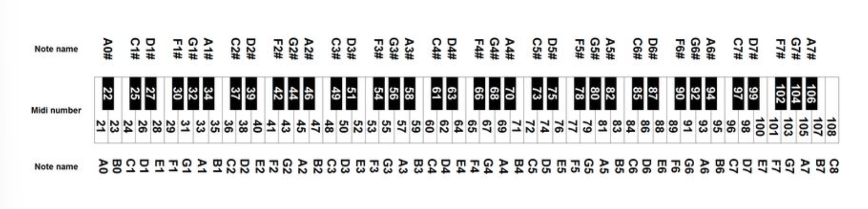 Note name A0# C1# D1# F1# G1# A1# C2# D2# F2# G2# A2# C3# D3# F3# G3# A3# C4# D4# F4# G4# A4# C5# D5# F5# G5# A5# C6# D6# F6# G6# A6# C7# D7# F7# G7# A7#
22 25 27 30 32 34 37 39 42 44 46 49 51 54 56 58 61 63 66 68 70 73 75 78 80 82 85 87 90 92 94 97 99 102 104 106
Midi number
21 23 24 26 28 29 31 33 35 36 38 40 41 43 45 47 48 50 52 53 55 57 59 60 62 64 65 67 69 71 72 74 76 77 79 81 83 84 86 88 89 91 93 95 96 98 100 101 103 105 107 108
Note name A0 B0 C1 D1 E1 F1 G1 A1 B1 C2 D2 E2 F2 G2 A2 B2 C3 D3 E3 F3 G3 A3 B3 C4 D4 E4 F4 G4 A4 B4 C5 D5 E5 F5 G5 A5 B5 C6 D6 E6 F6 G6 A6 B6 C7 D7 E7 F7 G7 A7 B7 C8